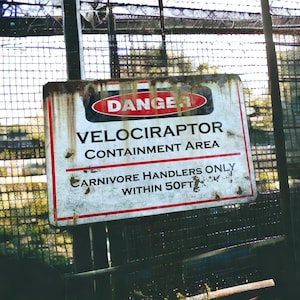 DANGER
VELOCIRAPTOR
CONTAINMENT AREA
CARNIVORE HANDLERS ONLY
WITHIN 50FT